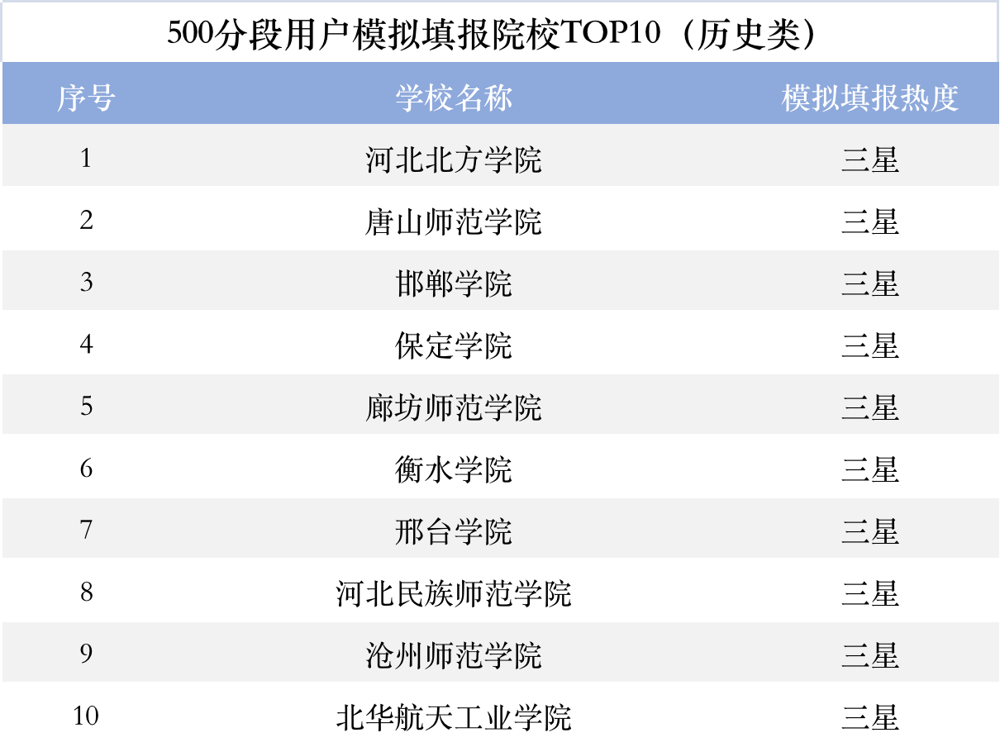 500分段用户模拟填报院校TOP10（历史类）
序号 学校名称 模拟填报热度
1 河北北方学院 三星
2 唐山师范学院 三星
3 邯郸学院 三星
4 保定学院 三星
5 廊坊师范学院 三星
6 衡水学院 三星
7 邢台学院 三星
8 河北民族师范学院 三星
9 沧州师范学院 三星
10 北华航天工业学院 三星